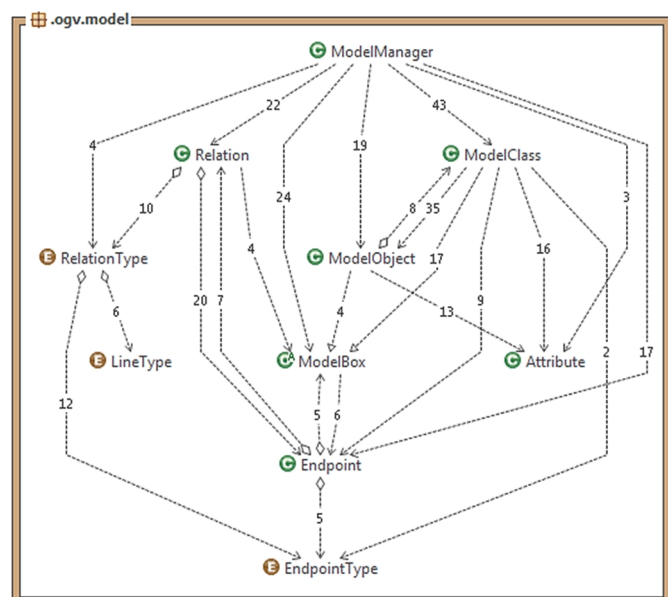 .ogv.model
C ModelManager
22
43
4
19
C Relation
C ModelClass
10
24
8
35
3
4
17
16
E RelationType
C ModelObject
20
7
9
6
4
13
2
17
E LineType
CA ModelBox
C Attribute
12
5
6
C Endpoint
5
E EndpointType